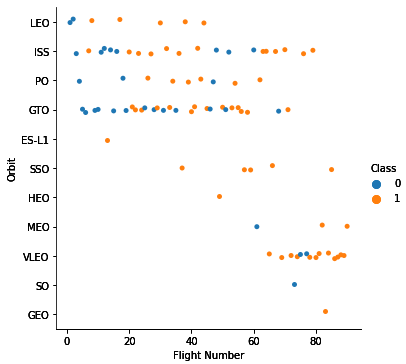 LEO
ISS
PO
GTO
ES-L1
SSO
HEO
MEO
VLEO
SO
GEO
Orbit
0 20 40 60 80
Flight Number
Class
0
1